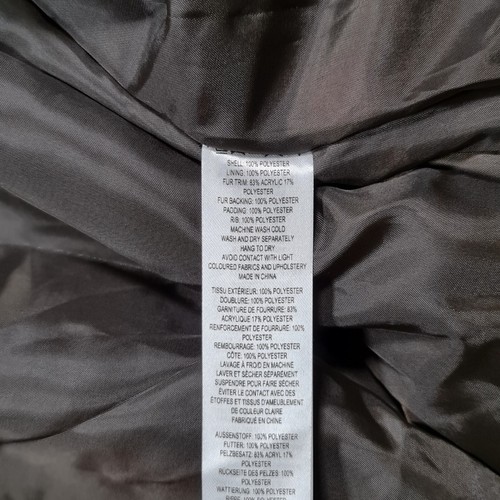 SHELL: 100% POLYESTER
LINING: 100% POLYESTER
FUR TRIM: 83% ACRYLIC 17%
POLYESTER
FUR BACKING: 100% POLYESTER
PADDING: 100% POLYESTER
RIB: 100% POLYESTER
MACHINE WASH COLD
WASH AND DRY SEPARATELY
HANG TO DRY
AVOID CONTACT WITH LIGHT
COLOURED FABRICS AND UPHOLSTERY
MADE IN CHINA
TISSU EXTÉRIEUR: 100% POLYESTER
DOUBLURE: 100% POLYESTER
GARNITURE DE FOURRURE: 83%
ACRYLIQUE 17% POLYESTER
RENFORCEMENT DE FOURRURE: 100%
POLYESTER
REMBOURRAGE: 100% POLYESTER
CÔTE: 100% POLYESTER
LAVAGE À FROID EN MACHINE
LAVER ET SÉCHER SÉPARÉMENT
SUSPENDRE POUR FAIRE SÉCHER
ÉVITER LE CONTACT AVEC DES
ÉTOFFES ET TISSUS D'AMEUBLEMENT
DE COULEUR CLAIRE
FABRIQUÉ EN CHINE
AUSSENSTOFF: 100% POLYESTER
FUTTER: 100% POLYESTER
PELZBESATZ: 83% ACRYL 17%
POLYESTER
RÜCKSEITE DES PELZES: 100%
POLYESTER
WATTIERUNG: 100% POLYESTER